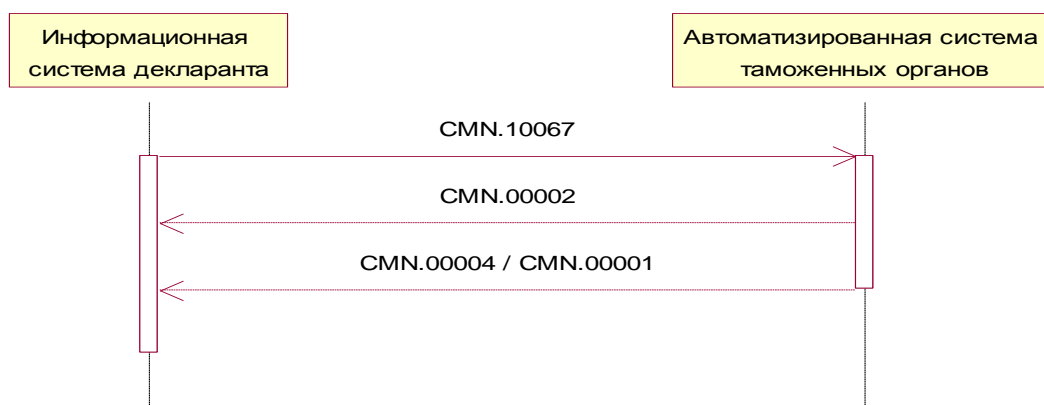 Информационная
система декларанта
Автоматизированная система
таможенных органов
CMN.10067
CMN.00002
CMN.00004 / CMN.00001